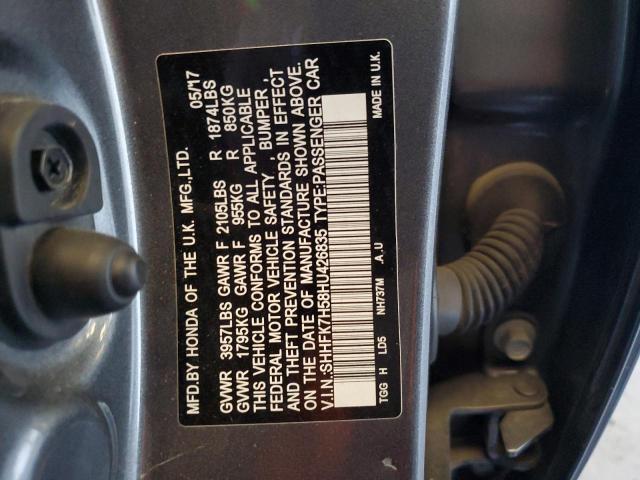 MFD.BY HONDA OF THE U.K. MFG.,LTD. 05/17
GVWR 3957LBS GAWR F 2105LBS R 1874LBS
GVWR 1795KG GAWR F 955KG R 850KG
THIS VEHICLE CONFORMS TO ALL APPLICABLE
FEDERAL MOTOR VEHICLE SAFETY , BUMPER ,
AND THEFT PREVENTION STANDARDS IN EFFECT
ON THE DATE OF MANUFACTURE SHOWN ABOVE.
V.I.N.:SHHFK7H58HU426835 TYPE:PASSENGER CAR
TGG H LD5 NH737M .A.U MADE IN U.K.